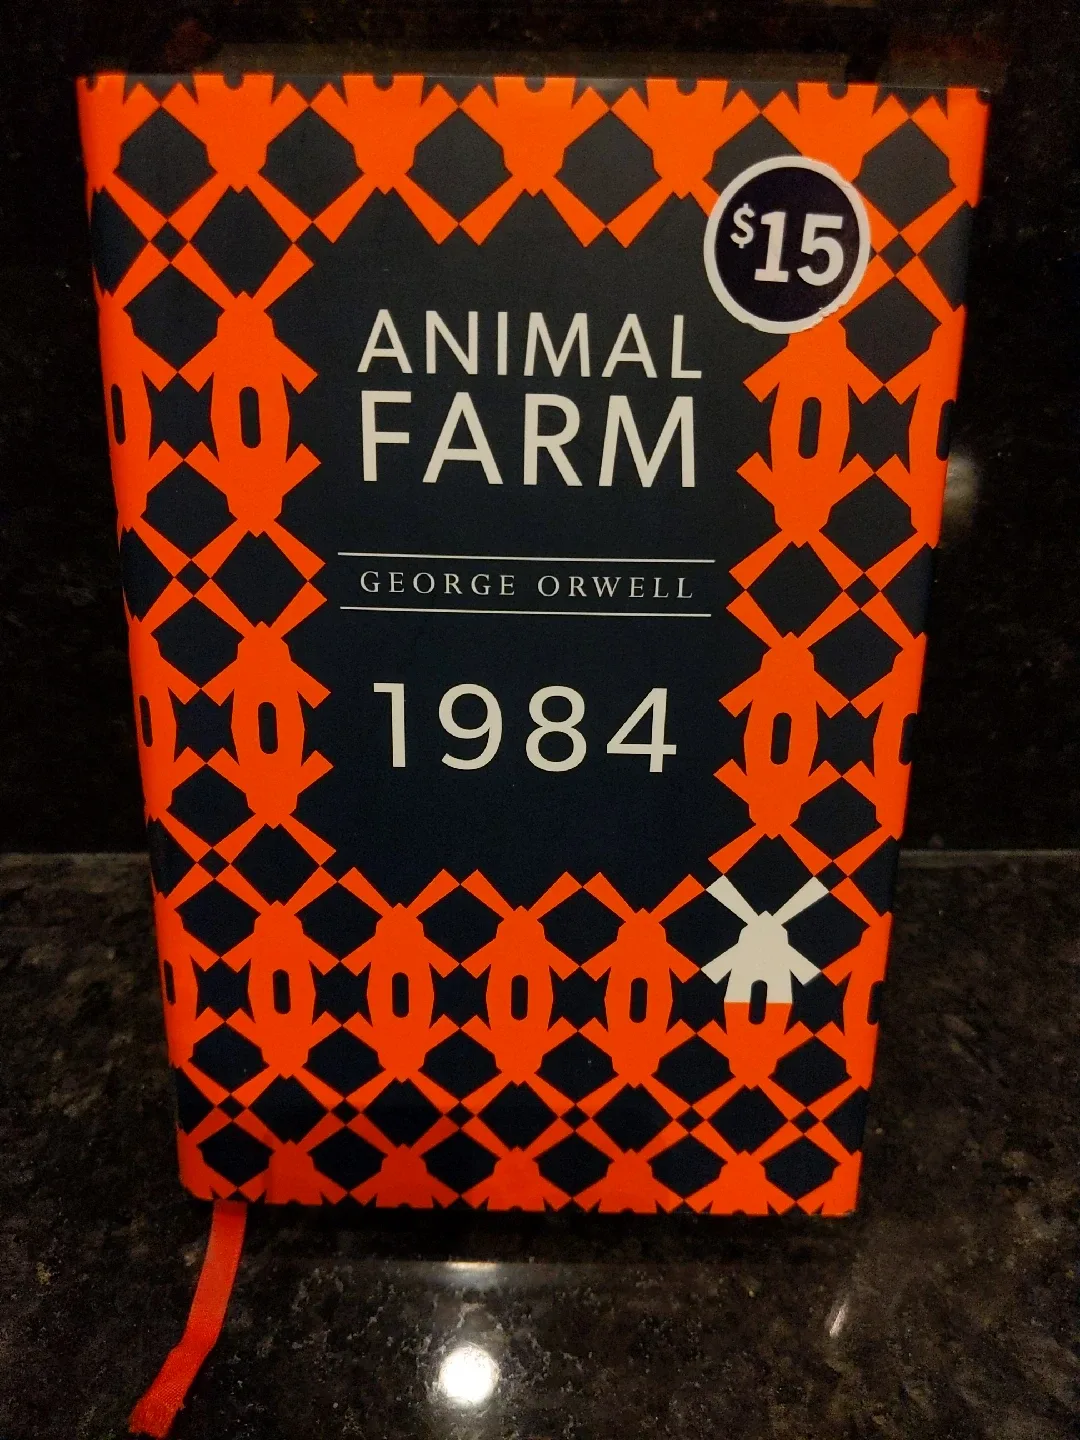 $15
ANIMAL
FARM
GEORGE ORWELL
1984